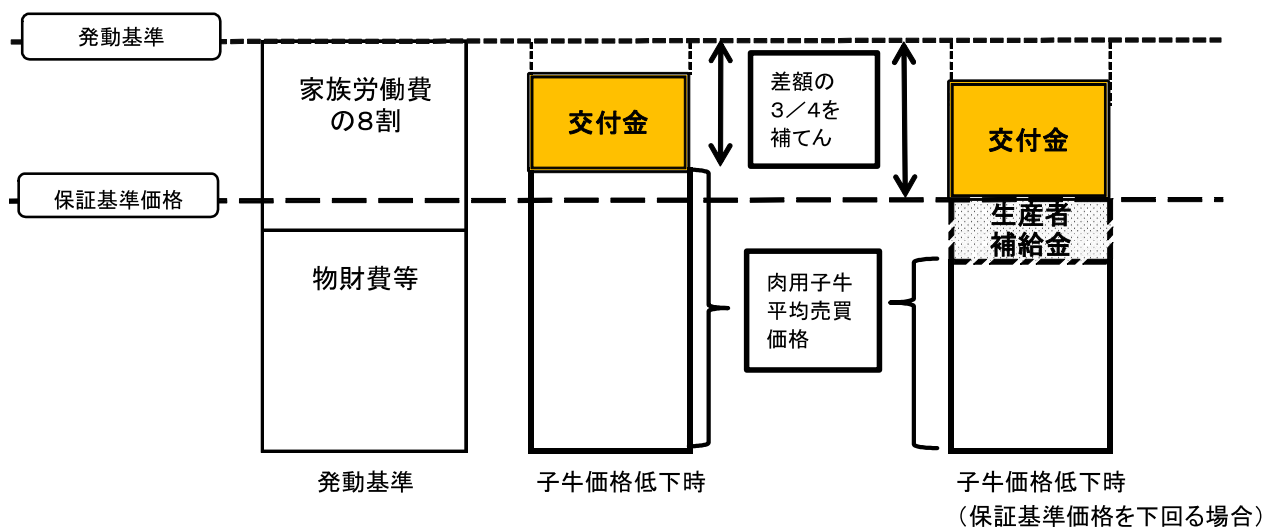 発動基準
家族労働費
の8割
交付金
差額の
3/4を
補てん
交付金
保証基準価格
生産者
補給金
物財費等
肉用子牛
平均売買
価格
発動基準
子牛価格低下時
子牛価格低下時
（保証基準価格を下回る場合）